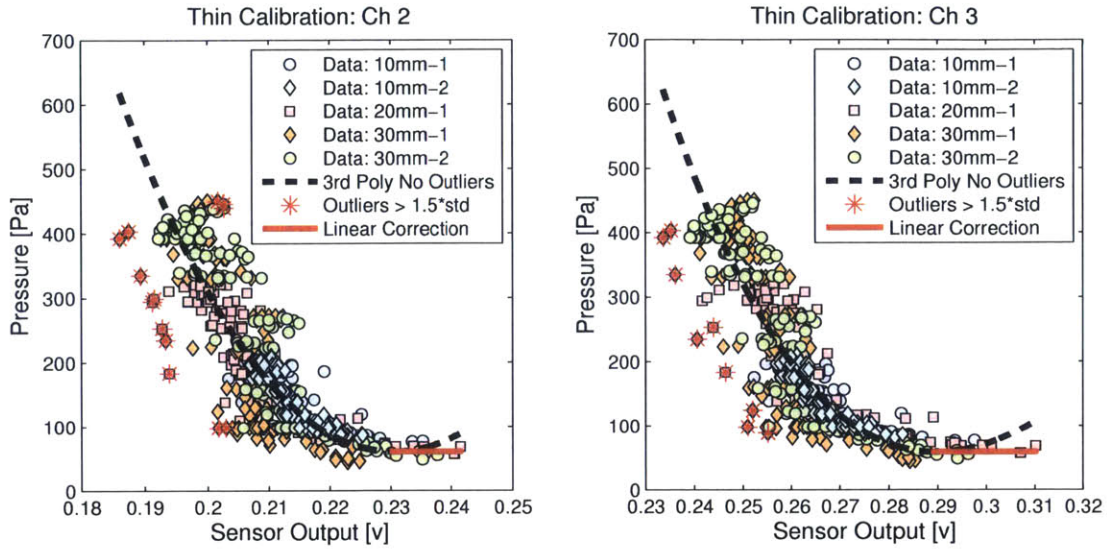 Thin Calibration: Ch 2
700
600
500
400
300
200
100
0
Pressure [Pa]
0.18
0.19
0.2
0.21
0.22
0.23
0.24
0.25
Sensor Output [v]
Data: 10mm−1
Data: 10mm−2
Data: 20mm−1
Data: 30mm−1
Data: 30mm−2
3rd Poly No Outliers
Outliers > 1.5*std
Linear Correction
Thin Calibration: Ch 3
700
600
500
400
300
200
100
0
Pressure [Pa]
0.23
0.24
0.25
0.26
0.27
0.28
0.29
0.3
0.31
0.32
Sensor Output [v]
Data: 10mm−1
Data: 10mm−2
Data: 20mm−1
Data: 30mm−1
Data: 30mm−2
3rd Poly No Outliers
Outliers > 1.5*std
Linear Correction